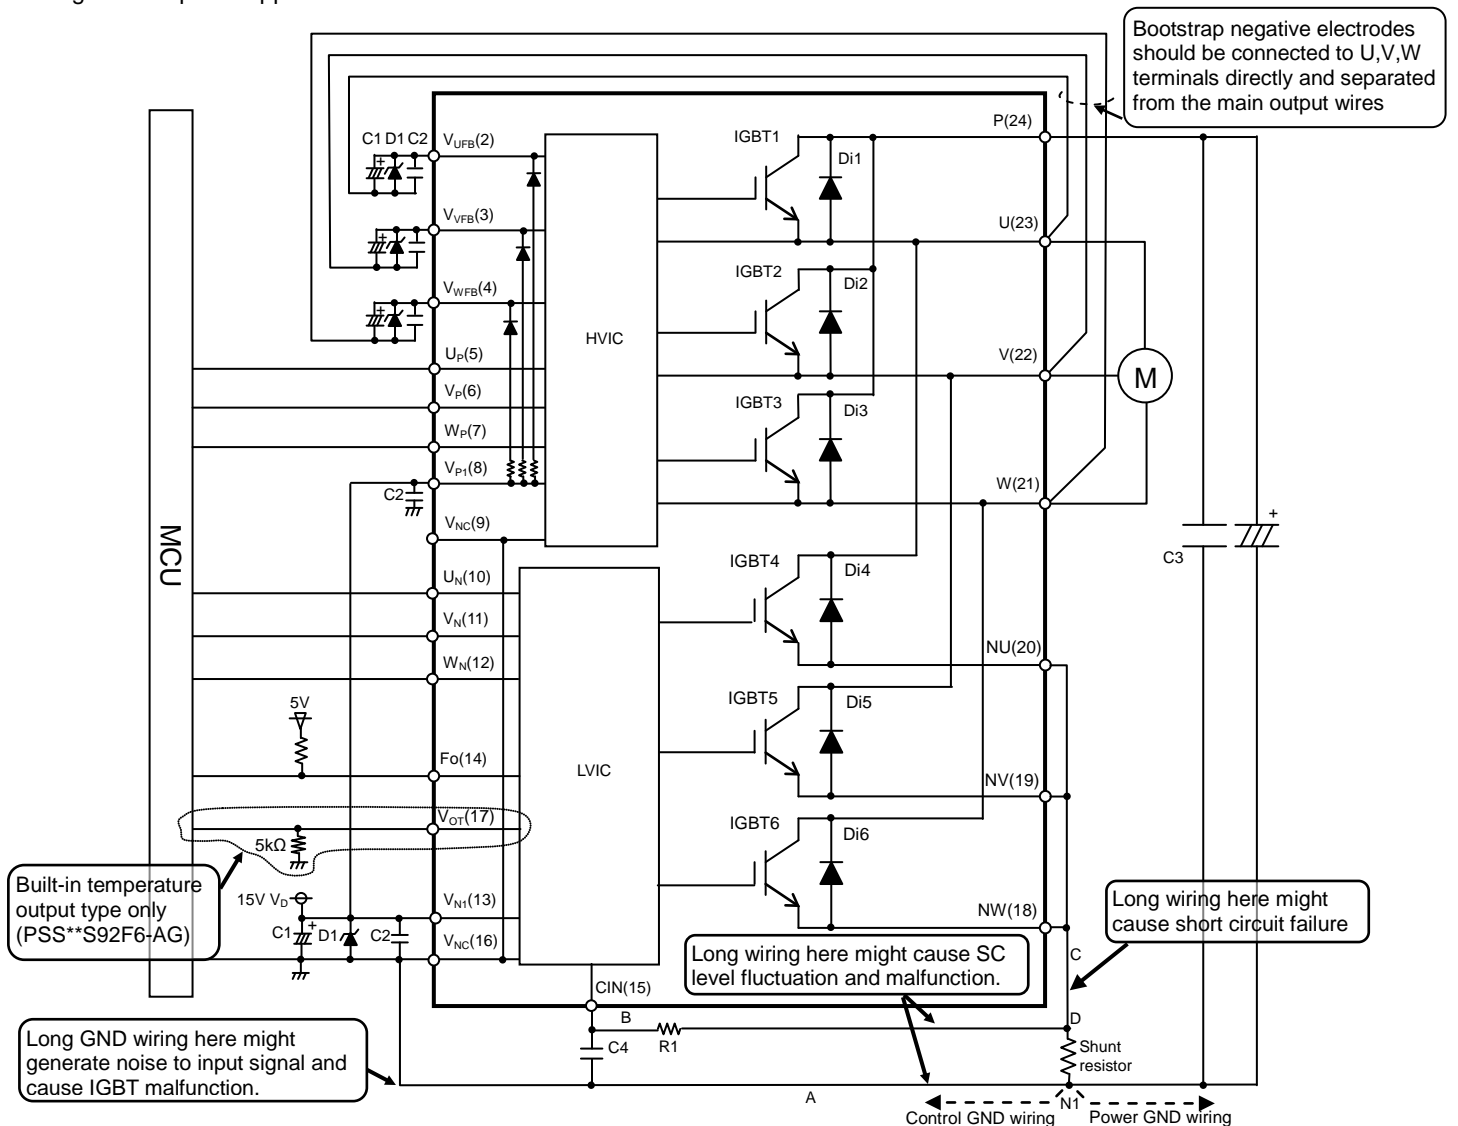 Bootstrap negative electrodes
should be connected to U,V,W
terminals directly and separated
from the main output wires
C1 D1 C2
VUFB(2)
VVFB(3)
VWFB(4)
UP(5)
VP(6)
WP(7)
VP1(8)
C2
VNC(9)
HVIC
IGBT1
Di1
IGBT2
Di2
IGBT3
Di3
P(24)
U(23)
V(22)
M
W(21)
+
C3
MCU
UN(10)
VN(11)
WN(12)
5V
Fo(14)
VOT(17)
5kΩ
LVIC
IGBT4
Di4
NU(20)
IGBT5
Di5
NV(19)
IGBT6
Di6
NW(18)
Built-in temperature
output type only
(PSS**S92F6-AG)
15V VD
C1
+
D1
C2
VN1(13)
VNC(16)
CIN(15)
Long wiring here might cause SC
level fluctuation and malfunction.
Long wiring here might
cause short circuit failure
C
D
B
R1
C4
Shunt
resistor
Long GND wiring here might
generate noise to input signal and
cause IGBT malfunction.
A
N1
Control GND wiring
Power GND wiring